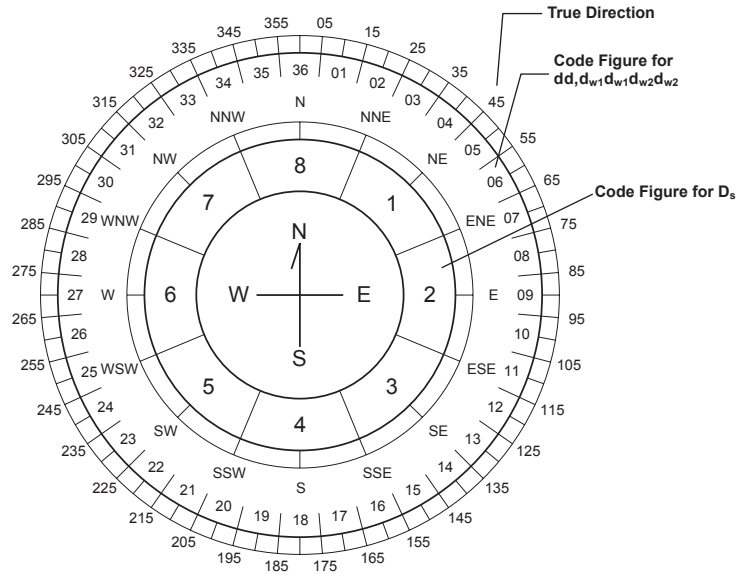 True Direction
Code Figure for
dd,dw1dw1dw2dw2
Code Figure for Ds
355 05
345 15
335 25
325 35
315 45
305 55
295 65
285 75
275 85
265 95
255 105
245 115
235 125
225 135
215 145
205 155
195 165
185 175
36
35 01
34 02
33 03
32 04
31 05
30 06
29 07
28 08
27 09
26 10
25 11
24 12
23 13
22 14
21 15
20 16
19 17
18
N
NNW NNE
NW NE
WNW ENE
W E
WSW ESE
SW SE
SSW SSE
S
8
7 1
6 2
5 3
4
N
W E
S